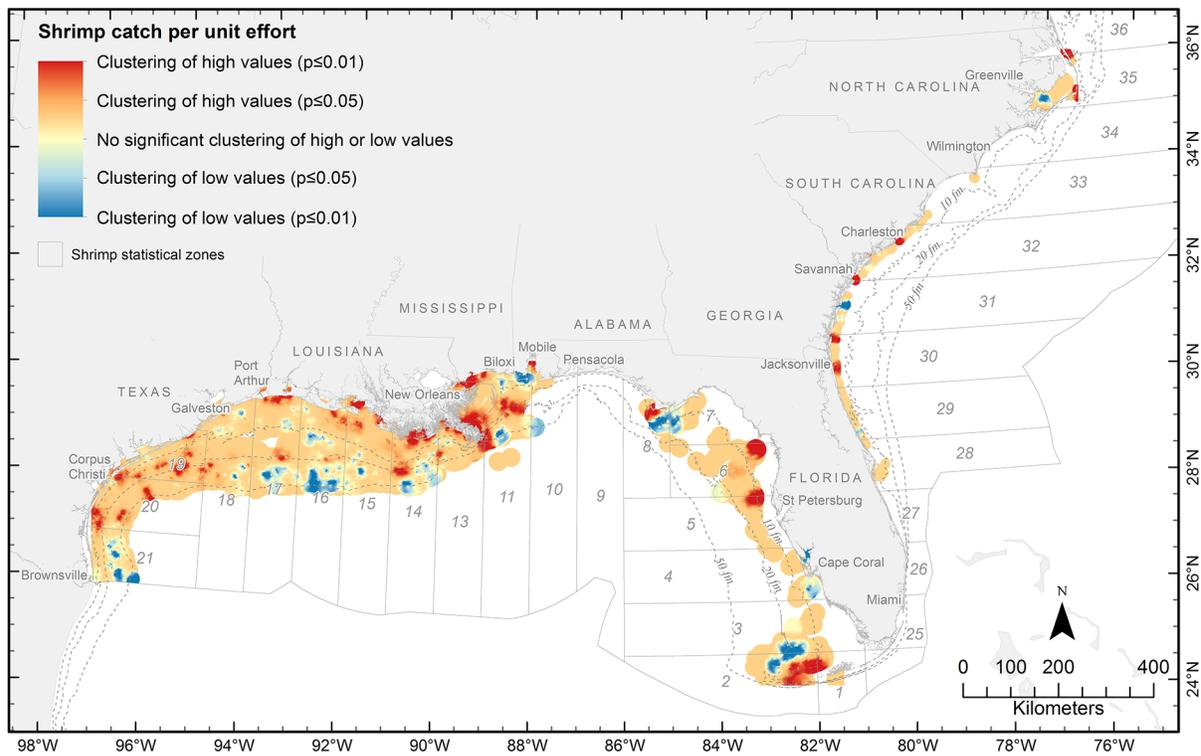 Shrimp catch per unit effort
Clustering of high values (p≤0.01)
Clustering of high values (p≤0.05)
No significant clustering of high or low values
Clustering of low values (p≤0.05)
Clustering of low values (p≤0.01)
Shrimp statistical zones
36
35
34
33
32
31
30
29
28
27
26
25
NORTH CAROLINA
Greenville
Wilmington
SOUTH CAROLINA
Charleston
Savannah
10 fm.
20 fm.
50 fm.
MISSISSIPPI
ALABAMA
GEORGIA
LOUISIANA
TEXAS
Port
Arthur
Galveston
New Orleans
Biloxi
Mobile
Pensacola
Jacksonville
Corpus
Christi
Brownsville
FLORIDA
St Petersburg
Cape Coral
Miami
19
20
21
18
17
16
15
14
13
11
10
9
8
7
6
5
4
3
2
1
10 fm.
20 fm.
50 fm.
N
0 100 200 400
Kilometers
36°N
34°N
32°N
30°N
28°N
26°N
24°N
98°W 96°W 94°W 92°W 90°W 88°W 86°W 84°W 82°W 80°W 78°W 76°W